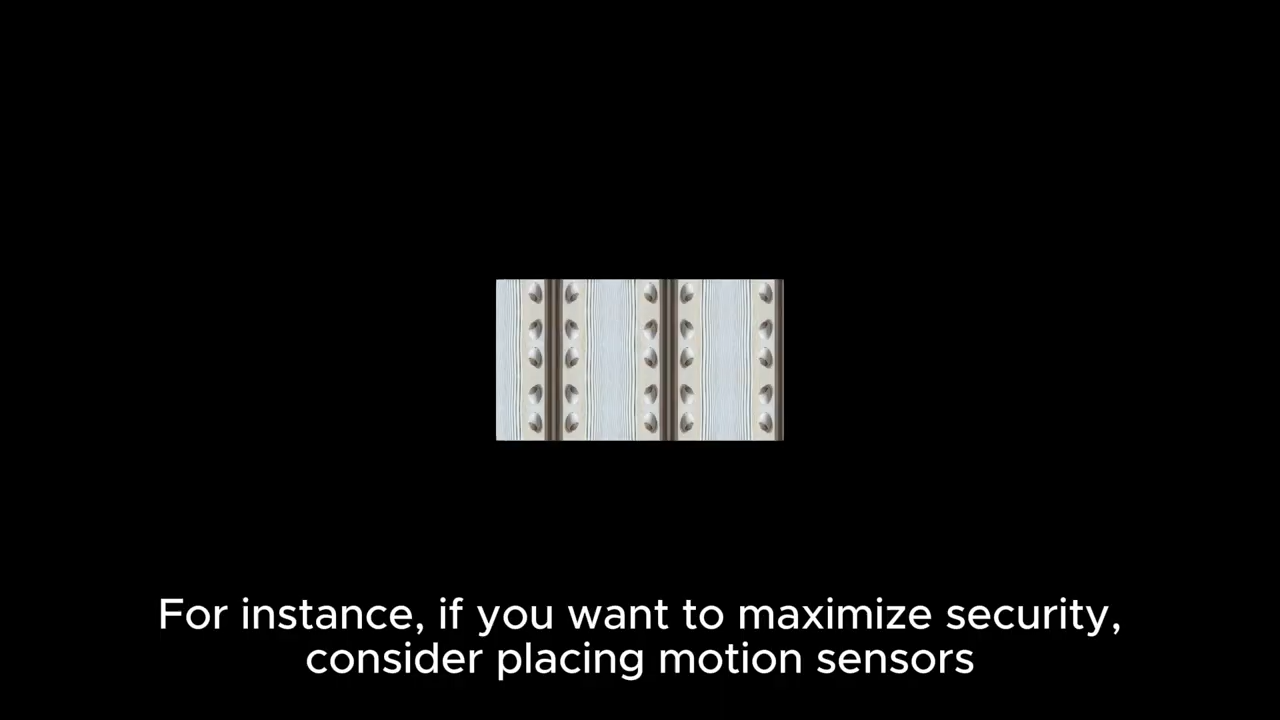 For instance, if you want to maximize security,
consider placing motion sensors